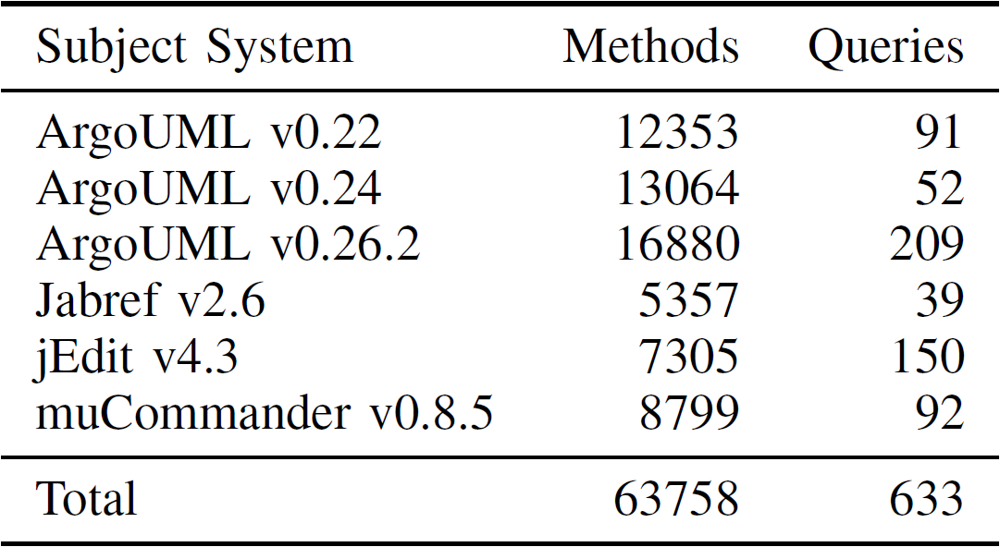 Subject System Methods Queries
ArgoUML v0.22 12353 91
ArgoUML v0.24 13064 52
ArgoUML v0.26.2 16880 209
Jabref v2.6 5357 39
jEdit v4.3 7305 150
muCommander v0.8.5 8799 92
Total 63758 633